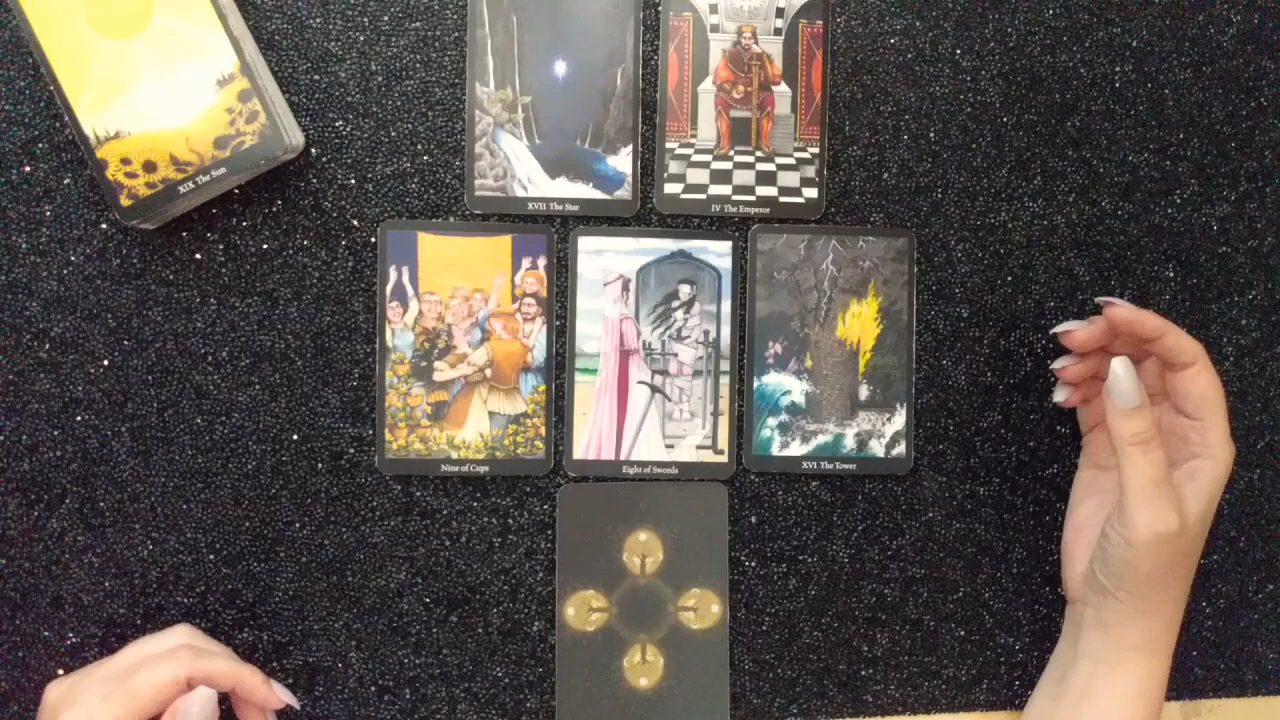 XIX The Sun
XVII The Star
IV The Emperor
Nine of Cups
Eight of Swords
XVI The Tower